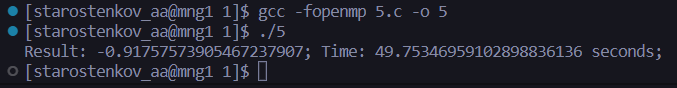 [starostenkov_aa@mng1 1]$ gcc -fopenmp 5.c -o 5
[starostenkov_aa@mng1 1]$ ./5
Result: -0.91757573905467237907; Time: 49.75346959102898836136 seconds;
[starostenkov_aa@mng1 1]$